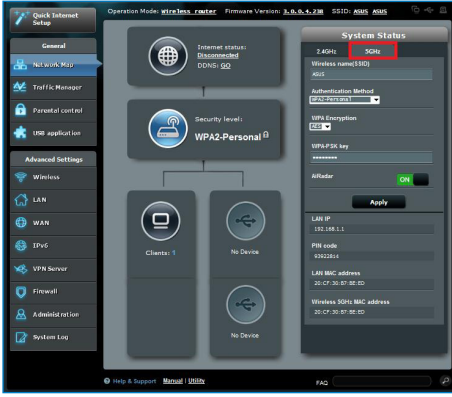 Quick Internet
Setup
Operation Mode: Wireless router Firmware Version: 3.0.0.4.238 SSID: ASUS ASUS
General
Network Map
Traffic Manager
Parental control
USB application
Advanced Settings
Wireless
LAN
WAN
IPv6
VPN Server
Firewall
Administration
System Log
Internet status:
Disconnected
DDNS: GO
Security level:
WPA2-Personal
Clients: 1
No Device
No Device
System Status
2.4GHz 5GHz
Wireless name(SSID)
ASUS
Authentication Method
WPA2-Personal
WPA Encryption
AES
WPA-PSK key
AiRadar ON
Apply
LAN IP
192.168.1.1
PIN code
93922814
LAN MAC address
20:CF:30:B7:BE:ED
Wireless 5GHz MAC address
20:CF:30:B7:BE:ED
Help & Support Manual | Utility FAQ